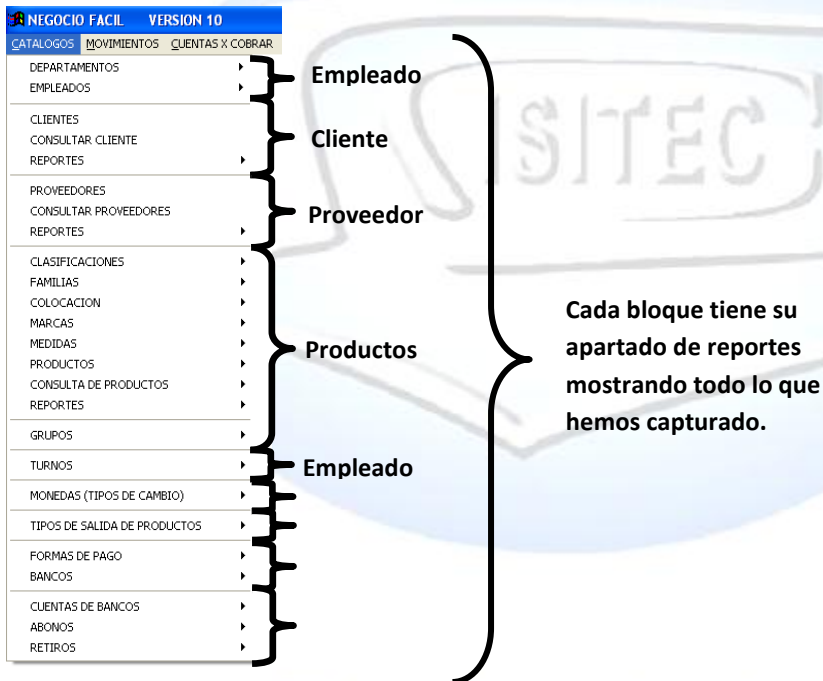 NEGOCIO FACIL VERSION 10
CATALOGOS MOVIMIENTOS CUENTAS X COBRAR
DEPARTAMENTOS
EMPLEADOS
Empleado
CLIENTES
CONSULTAR CLIENTE
REPORTES
Cliente
PROVEEDORES
CONSULTAR PROVEEDORES
REPORTES
Proveedor
CLASIFICACIONES
FAMILIAS
COLOCACION
MARCAS
MEDIDAS
PRODUCTOS
CONSULTA DE PRODUCTOS
REPORTES
GRUPOS
Productos
TURNOS
Empleado
MONEDAS (TIPOS DE CAMBIO)
TIPOS DE SALIDA DE PRODUCTOS
FORMAS DE PAGO
BANCOS
CUENTAS DE BANCOS
ABONOS
RETIROS
Cada bloque tiene su
apartado de reportes
mostrando todo lo que
hemos capturado.
ISITEC